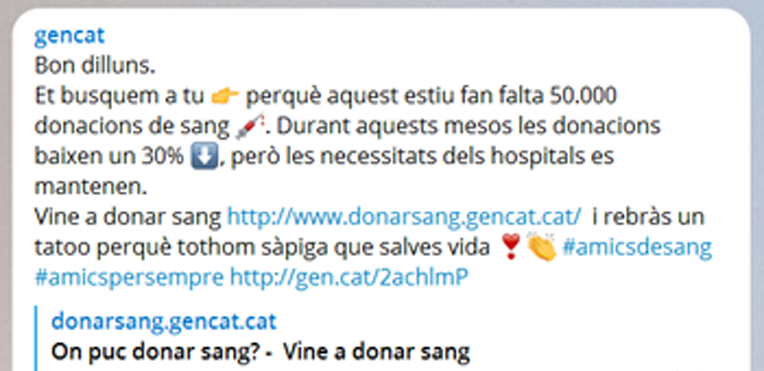 gencat
Bon dilluns.
Et busquem a tu 👉 perquè aquest estiu fan falta 50.000
donacions de sang 💉. Durant aquests mesos les donacions
baixen un 30% ⬇️, però les necessitats dels hospitals es
mantenen.
Vine a donar sang http://www.donarsang.gencat.cat/ i rebràs un
tatoo perquè tothom sàpiga que salves vida ❣️👏 #amicsdesang
#amicspersempre http://gen.cat/2achlmP
donarsang.gencat.cat
On puc donar sang? - Vine a donar sang